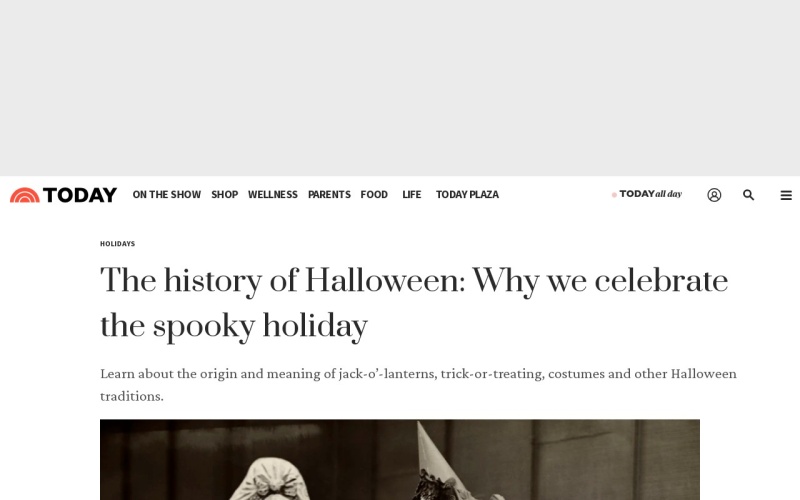 TODAY ON THE SHOW SHOP WELLNESS PARENTS FOOD LIFE TODAY PLAZA TODAY all day
HOLIDAYS
The history of Halloween: Why we celebrate
the spooky holiday
Learn about the origin and meaning of jack-o'-lanterns, trick-or-treating, costumes and other Halloween
traditions.